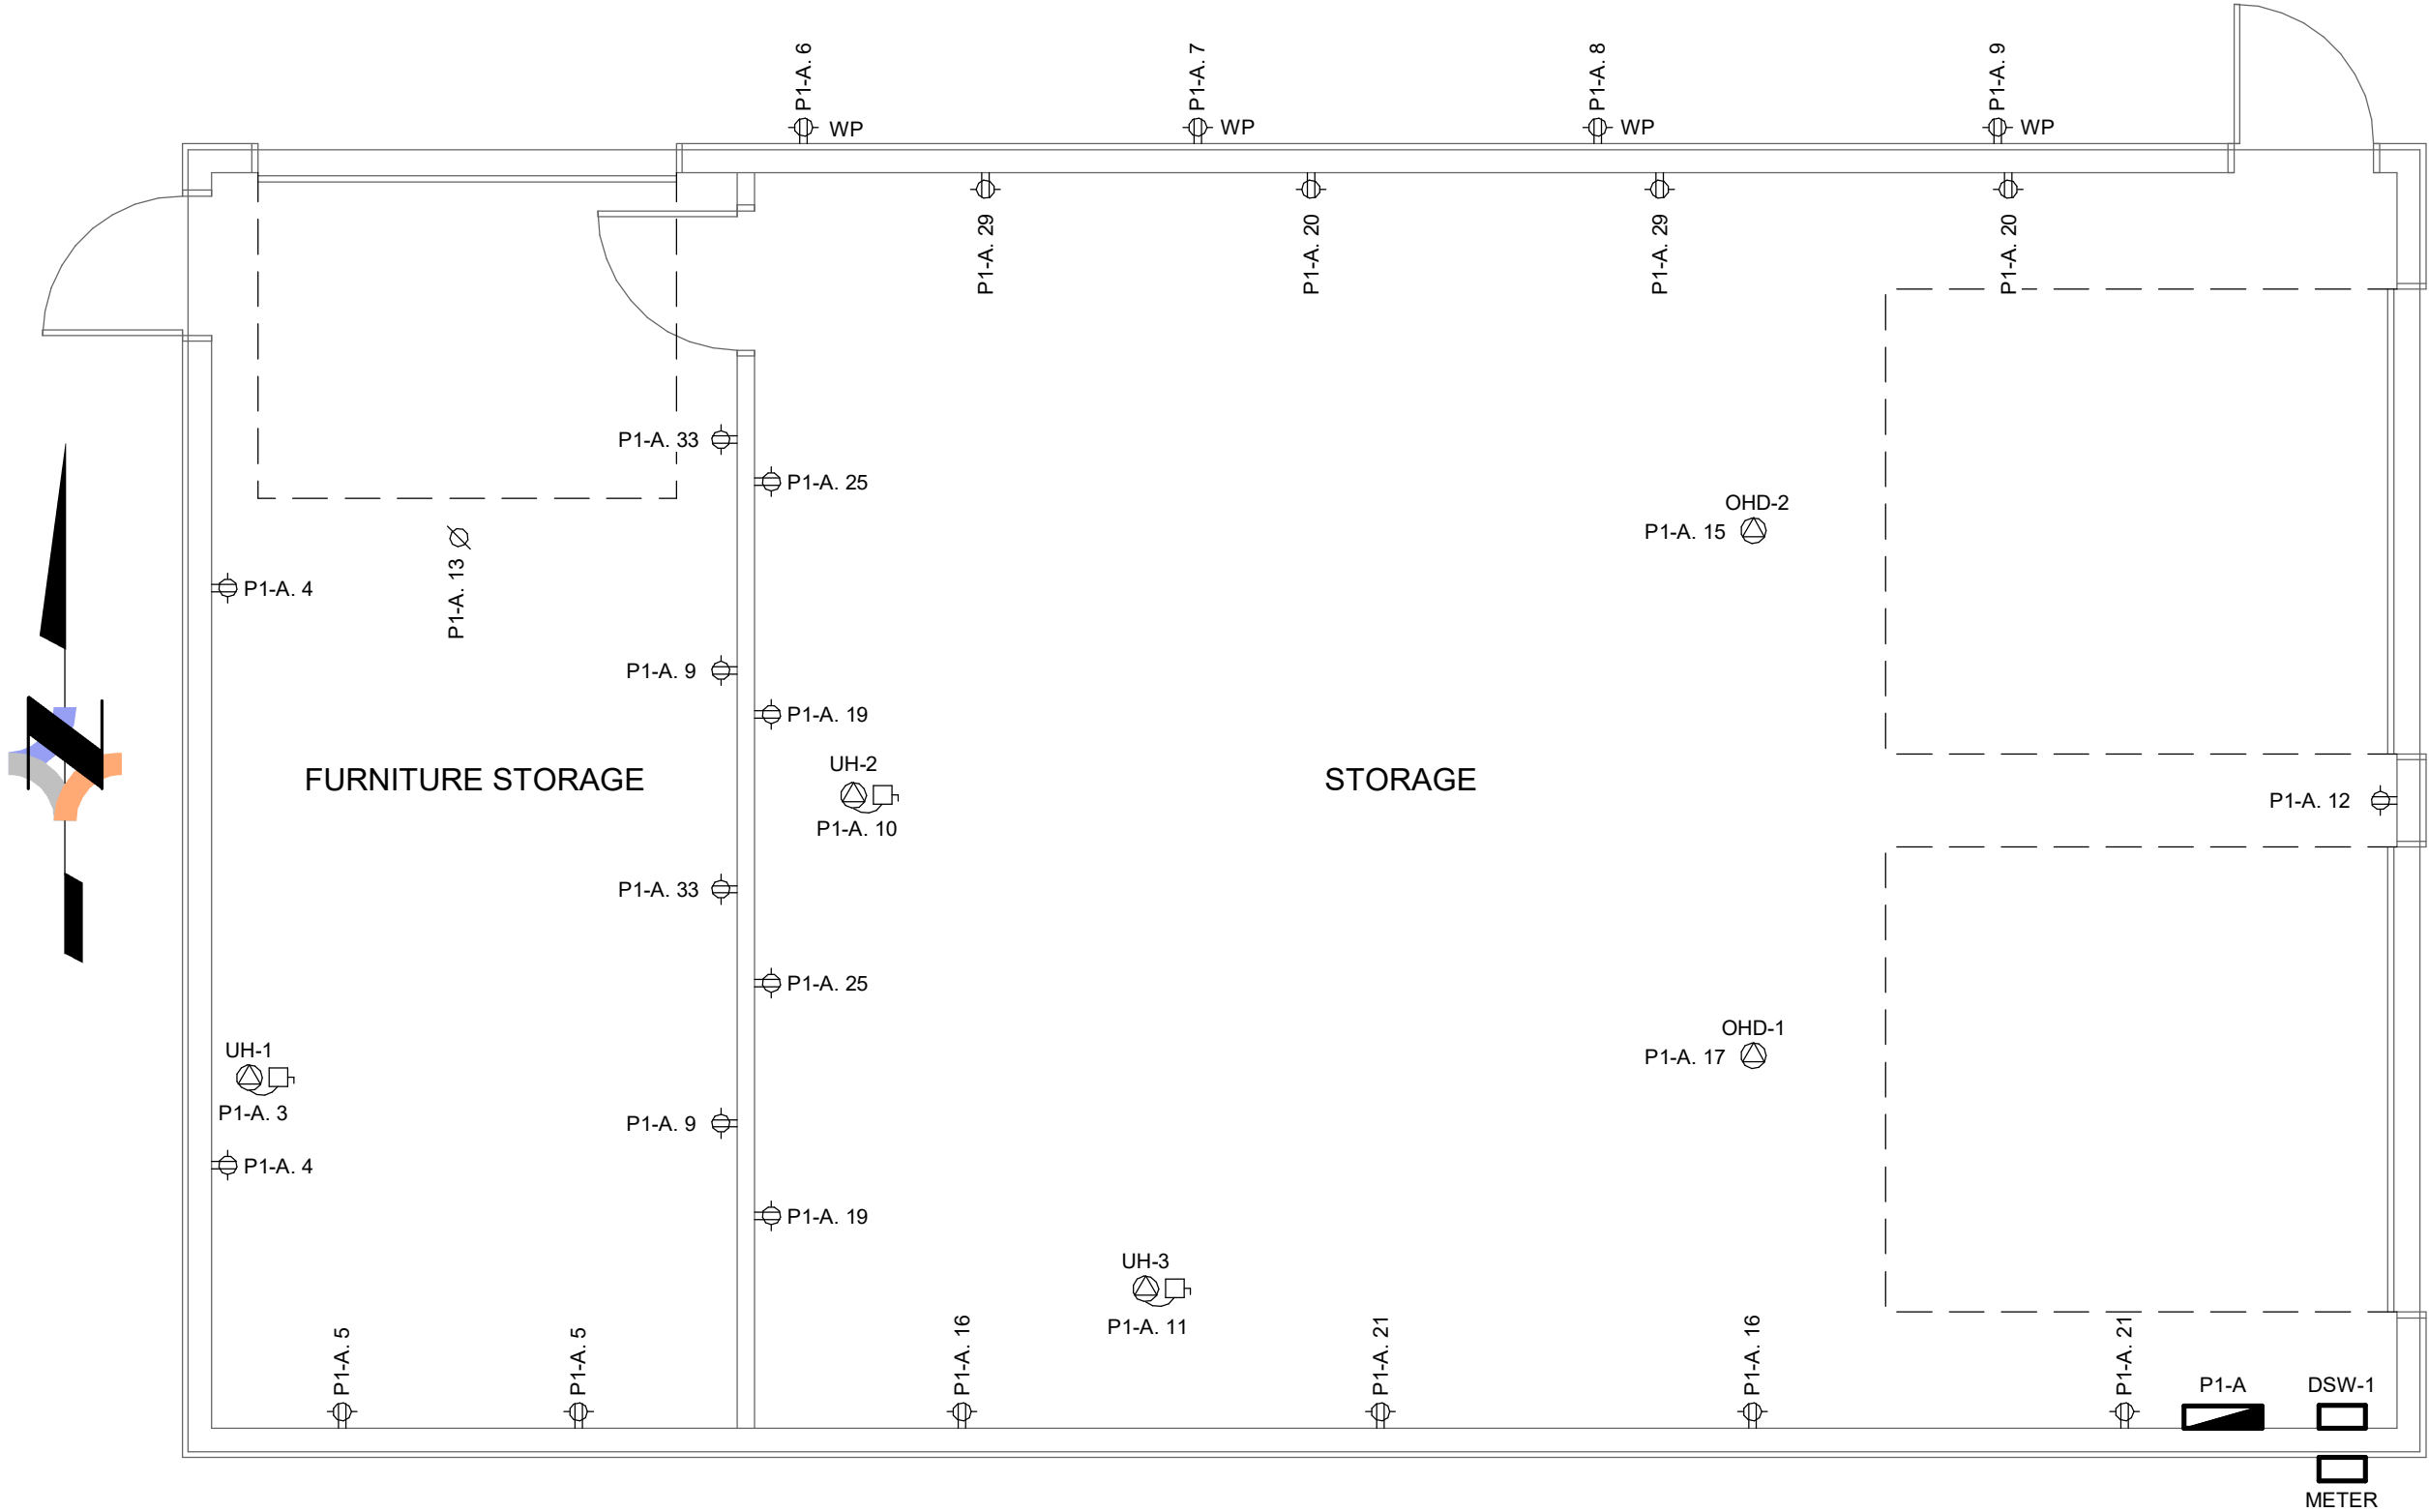 P1-A. 6
P1-A. 7
P1-A. 8
P1-A. 9
WP
WP
WP
WP
P1-A. 29
P1-A. 20
P1-A. 29
P1-A. 20
P1-A. 33
P1-A. 25
OHD-2
P1-A. 15
P1-A. 13
P1-A. 4
P1-A. 9
P1-A. 19
N
UH-2
FURNITURE STORAGE
STORAGE
P1-A. 12
P1-A. 10
P1-A. 33
P1-A. 25
OHD-1
UH-1
P1-A. 17
P1-A. 3
P1-A. 9
P1-A. 4
P1-A. 19
UH-3
P1-A. 11
P1-A. 5
P1-A. 5
P1-A. 16
P1-A. 21
P1-A. 16
P1-A. 21
P1-A
DSW-1
METER